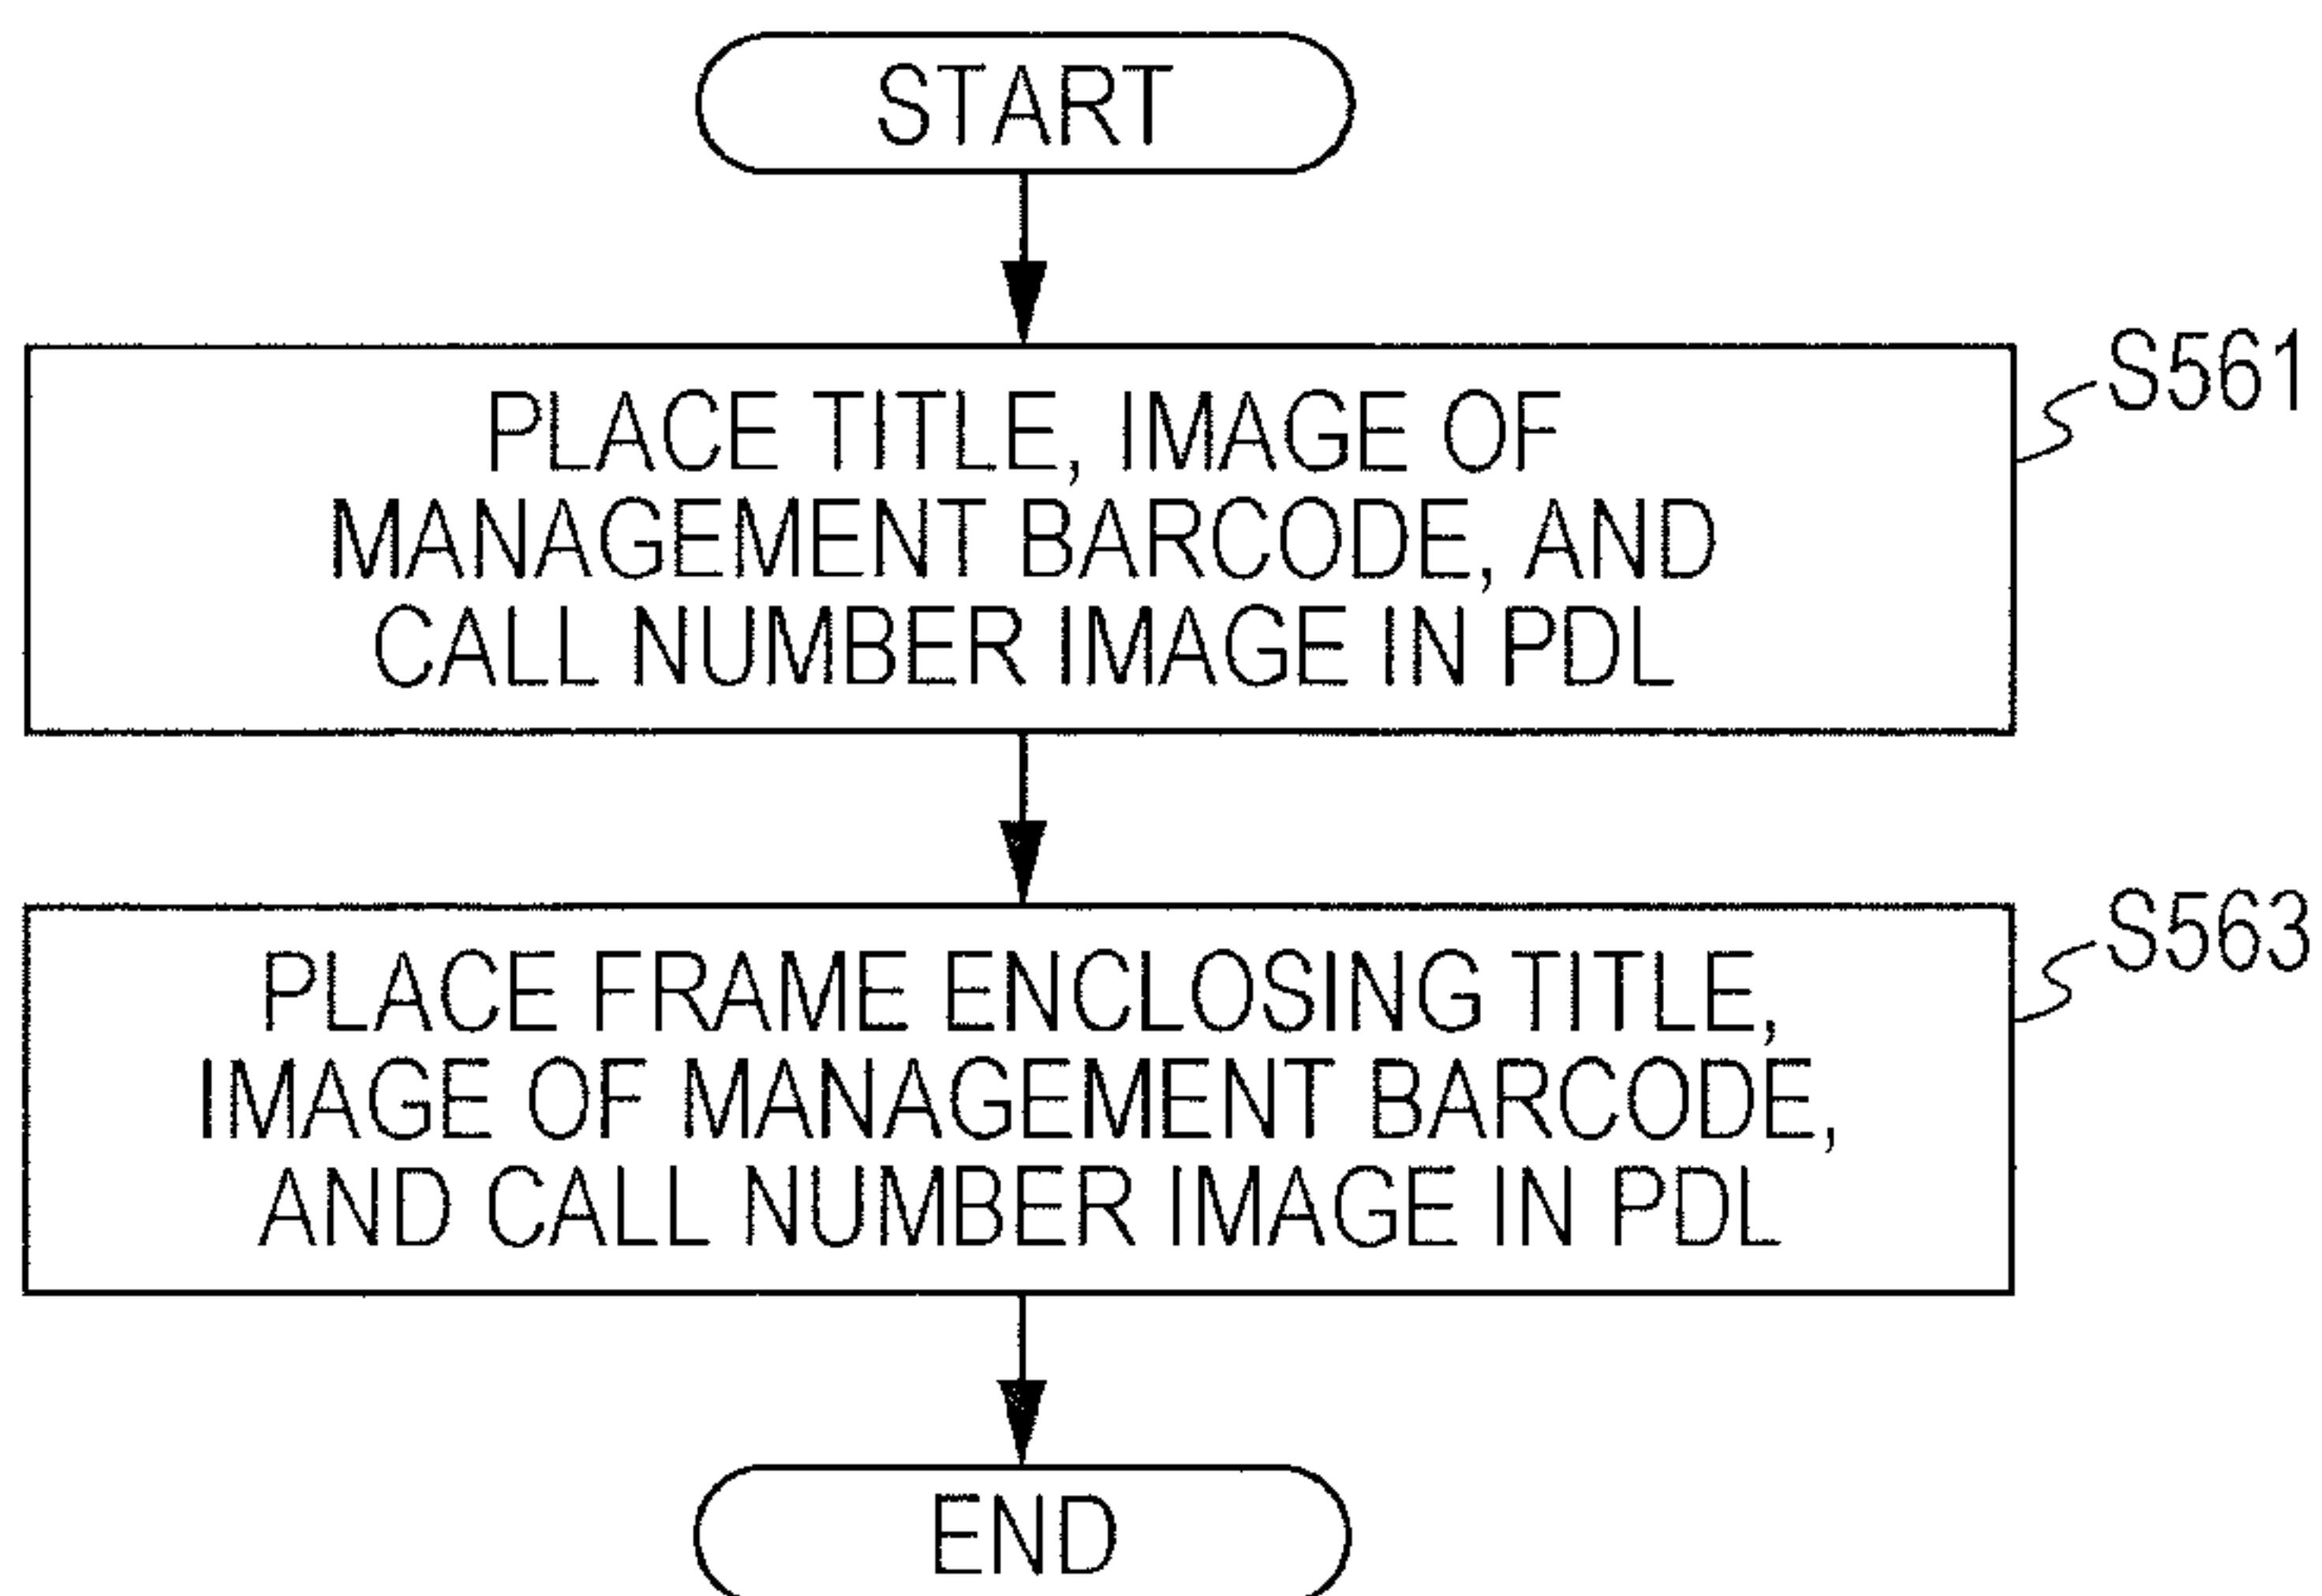 START
S561
PLACE TITLE, IMAGE OF
MANAGEMENT BARCODE, AND
CALL NUMBER IMAGE IN PDL
S563
PLACE FRAME ENCLOSING TITLE,
IMAGE OF MANAGEMENT BARCODE,
AND CALL NUMBER IMAGE IN PDL
END